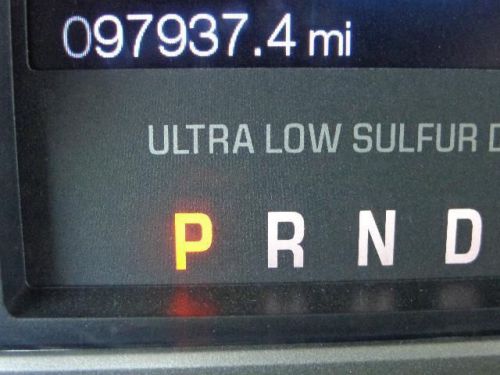 097937.4 mi
ULTRA LOW SULFUR
P R N D